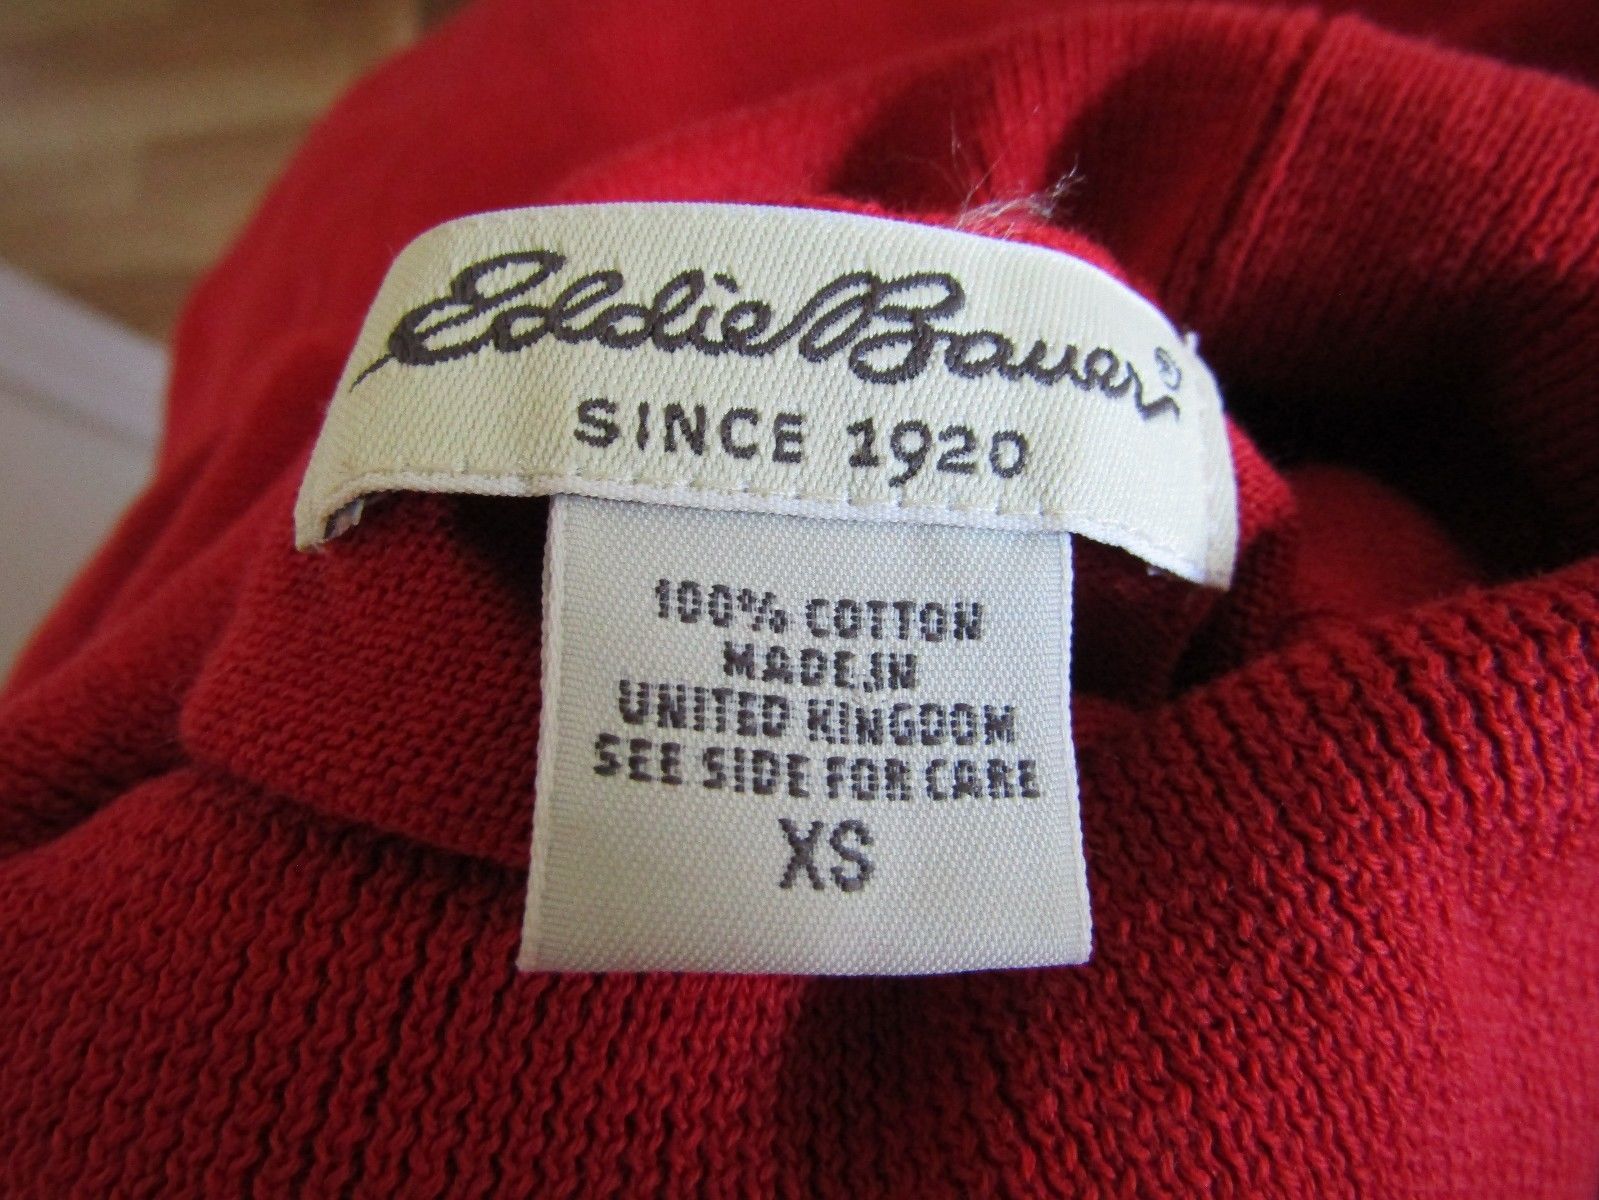 Eddie Bauer®
SINCE 1920
100% COTTON
MADE IN
UNITED KINGDOM
SEE SIDE FOR CARE
XS